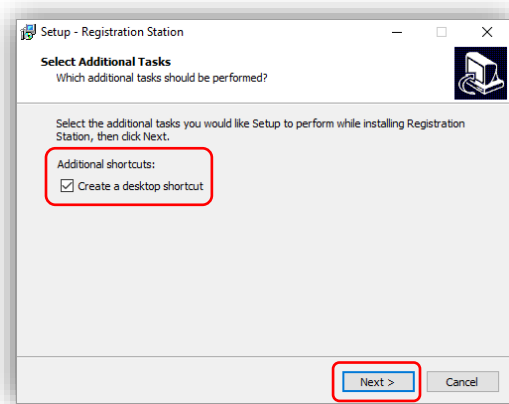 Setup - Registration Station
Select Additional Tasks
Which additional tasks should be performed?
Select the additional tasks you would like Setup to perform while installing Registration
Station, then click Next.
Additional shortcuts:
Create a desktop shortcut
Next >
Cancel